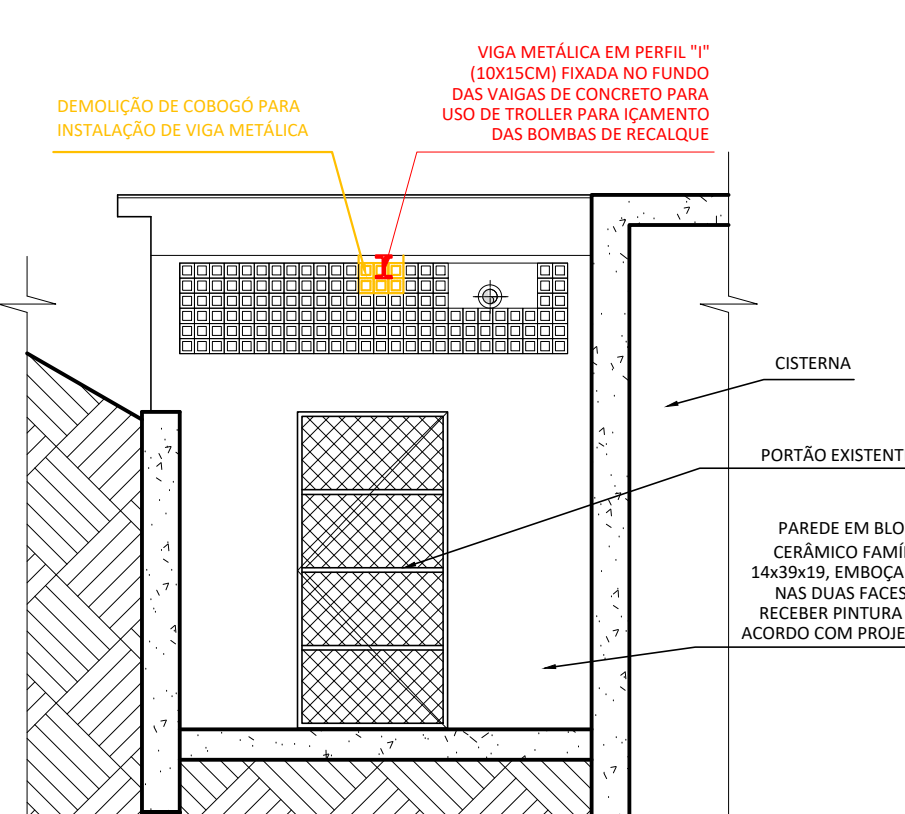 VIGA METÁLICA EM PERFIL "I"
(10X15CM) FIXADA NO FUNDO
DAS VAIGAS DE CONCRETO PARA
USO DE TROLLER PARA IÇAMENTO
DAS BOMBAS DE RECALQUE
DEMOLIÇÃO DE COBOGÓ PARA
INSTALAÇÃO DE VIGA METÁLICA
CISTERNA
PORTÃO EXISTENT
PAREDE EM BLO
CERÂMICO FAMÍ
14x39x19, EMBOÇA
NAS DUAS FACES
RECEBER PINTURA
ACORDO COM PROJE